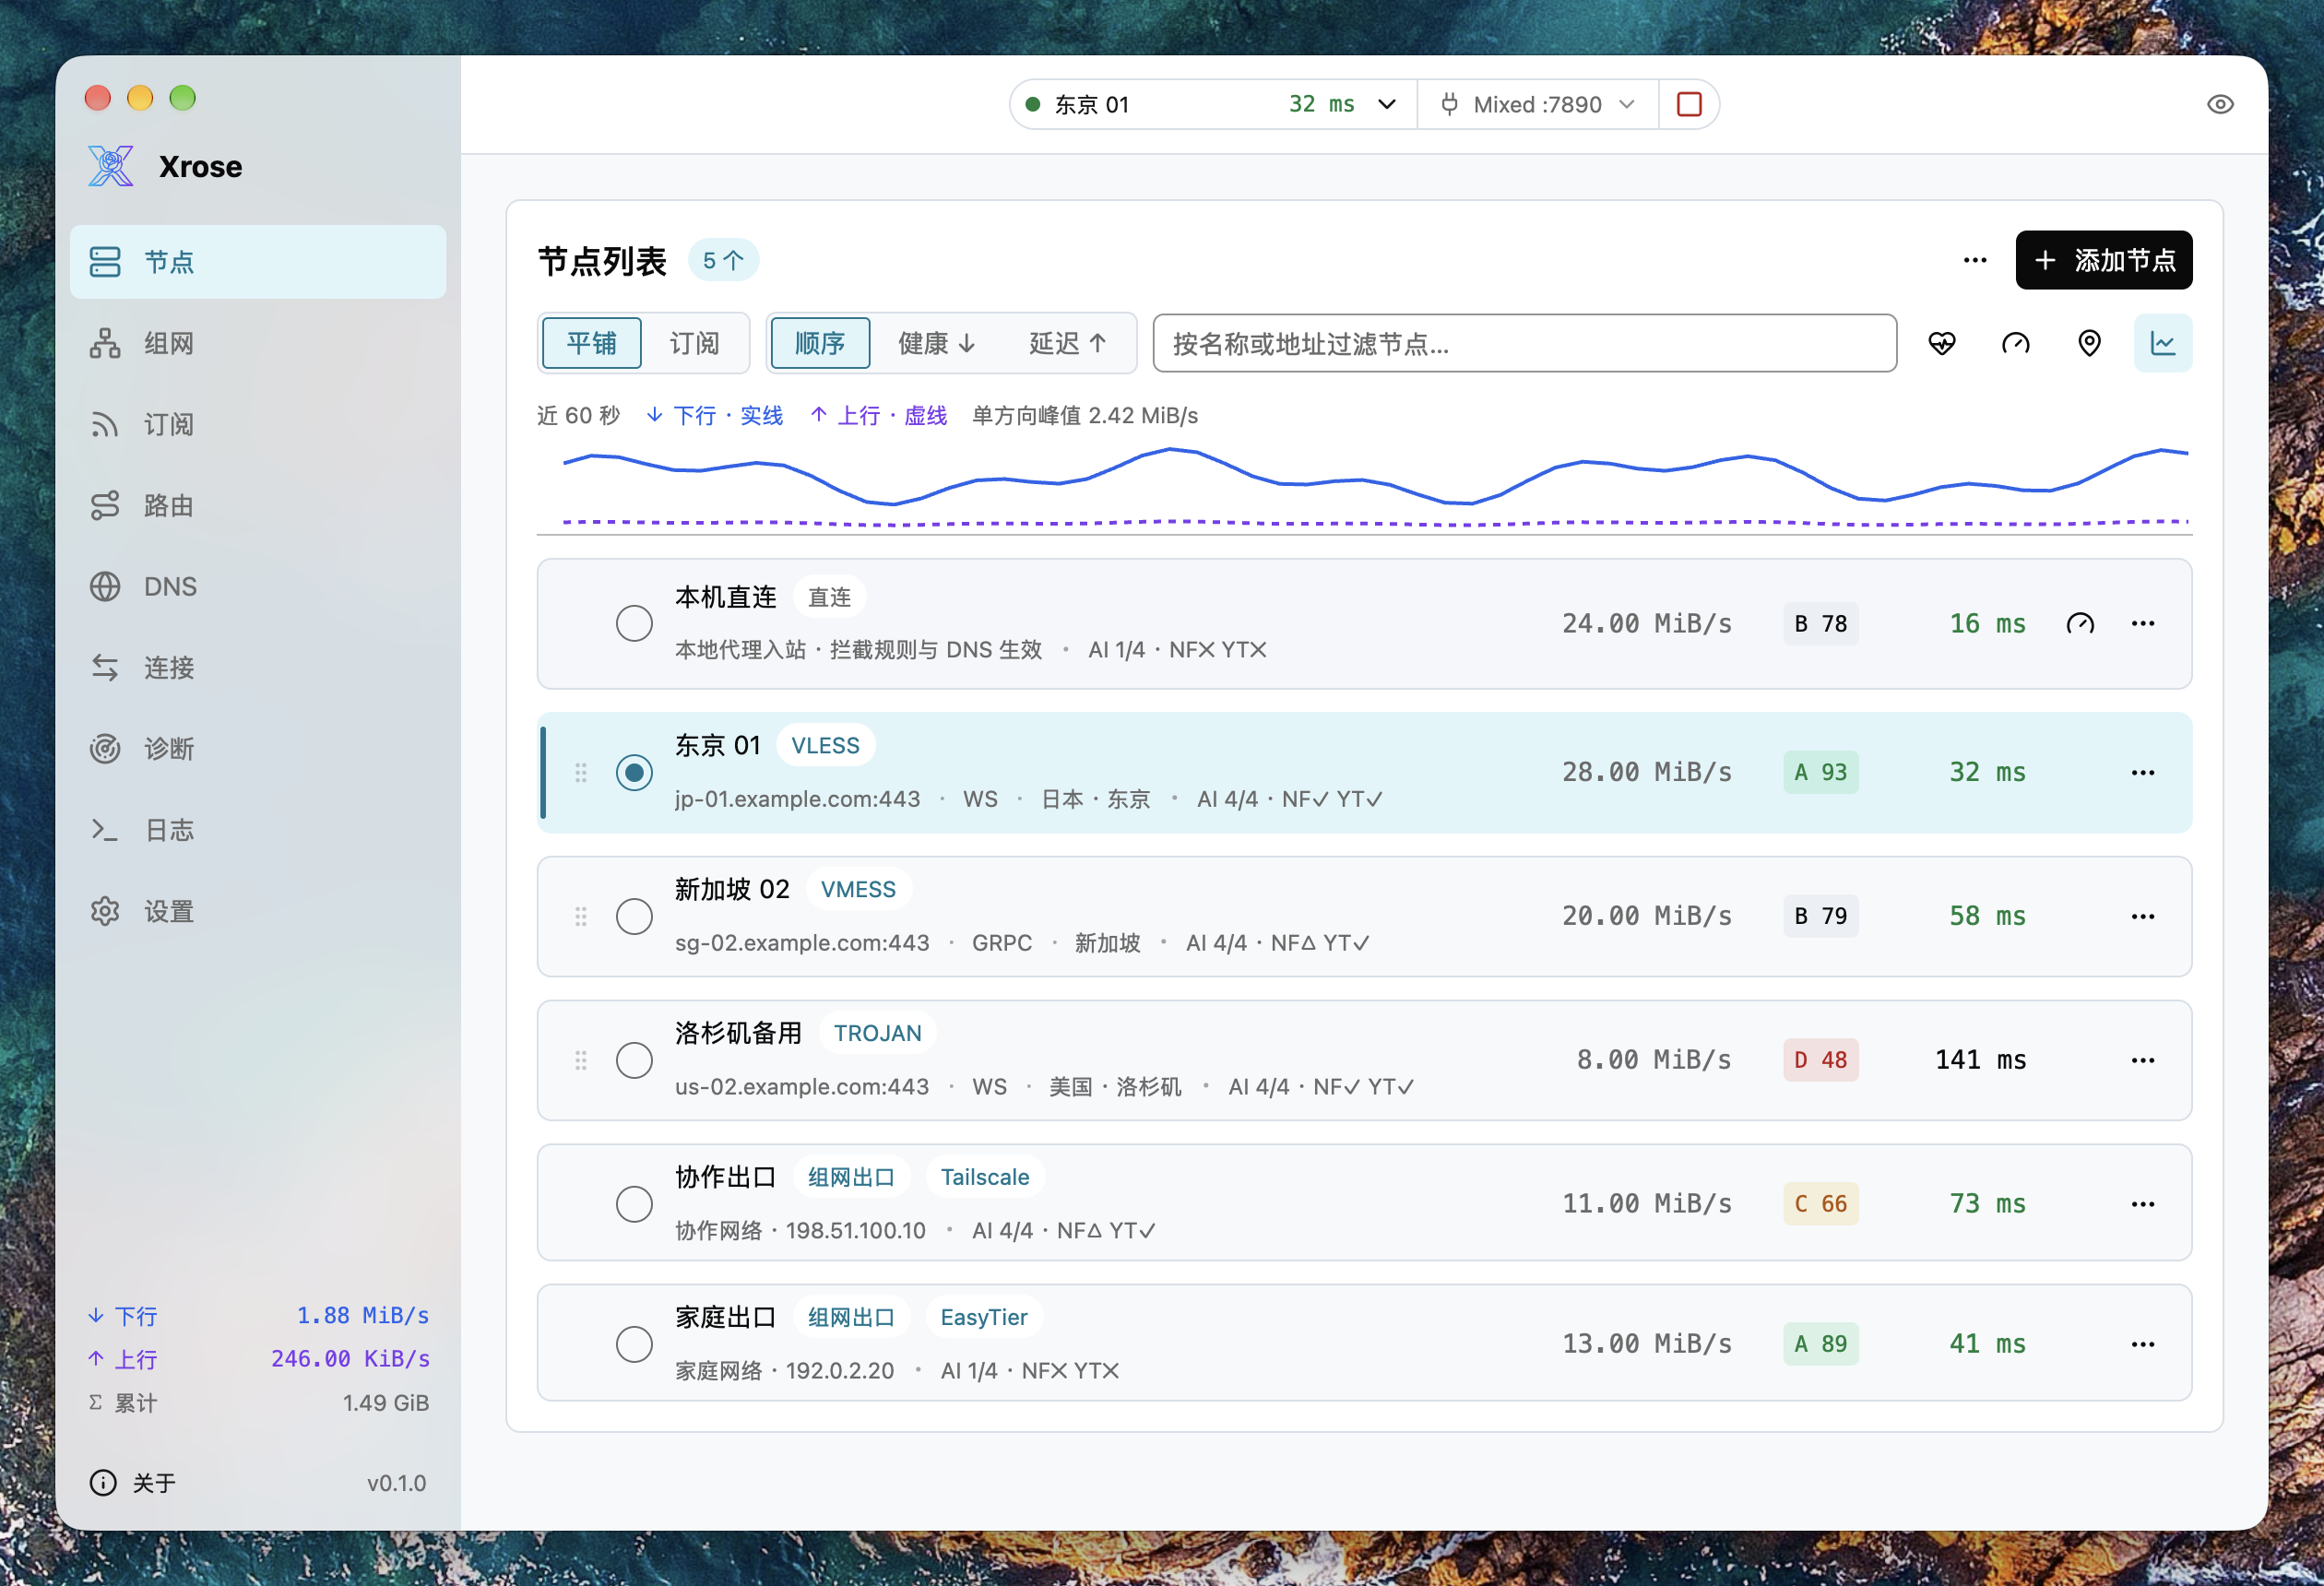 东京 01 32 ms Mixed :7890
Xrose
节点
组网
订阅
路由
DNS
连接
诊断
日志
设置
↓ 下行 1.88 MiB/s
↑ 上行 246.00 KiB/s
Σ 累计 1.49 GiB
关于 v0.1.0
节点列表 5 个 ... + 添加节点
平铺 订阅 顺序 健康 ↓ 延迟 ↑ 按名称或地址过滤节点...
近 60 秒 ↓ 下行 · 实线 ↑ 上行 · 虚线 单方向峰值 2.42 MiB/s
本机直连 直连
本地代理入站 · 拦截规则与 DNS 生效 • AI 1/4 · NF✕ YT✕
24.00 MiB/s B 78 16 ms ...
东京 01 VLESS
jp-01.example.com:443 · WS · 日本 · 东京 • AI 4/4 · NF✓ YT✓
28.00 MiB/s A 93 32 ms ...
新加坡 02 VMESS
sg-02.example.com:443 · GRPC · 新加坡 • AI 4/4 · NF△ YT✓
20.00 MiB/s B 79 58 ms ...
洛杉矶备用 TROJAN
us-02.example.com:443 · WS · 美国 · 洛杉矶 • AI 4/4 · NF✓ YT✓
8.00 MiB/s D 48 141 ms ...
协作出口 组网出口 Tailscale
协作网络 · 198.51.100.10 • AI 4/4 · NF△ YT✓
11.00 MiB/s C 66 73 ms ...
家庭出口 组网出口 EasyTier
家庭网络 · 192.0.2.20 • AI 1/4 · NF✕ YT✕
13.00 MiB/s A 89 41 ms ...